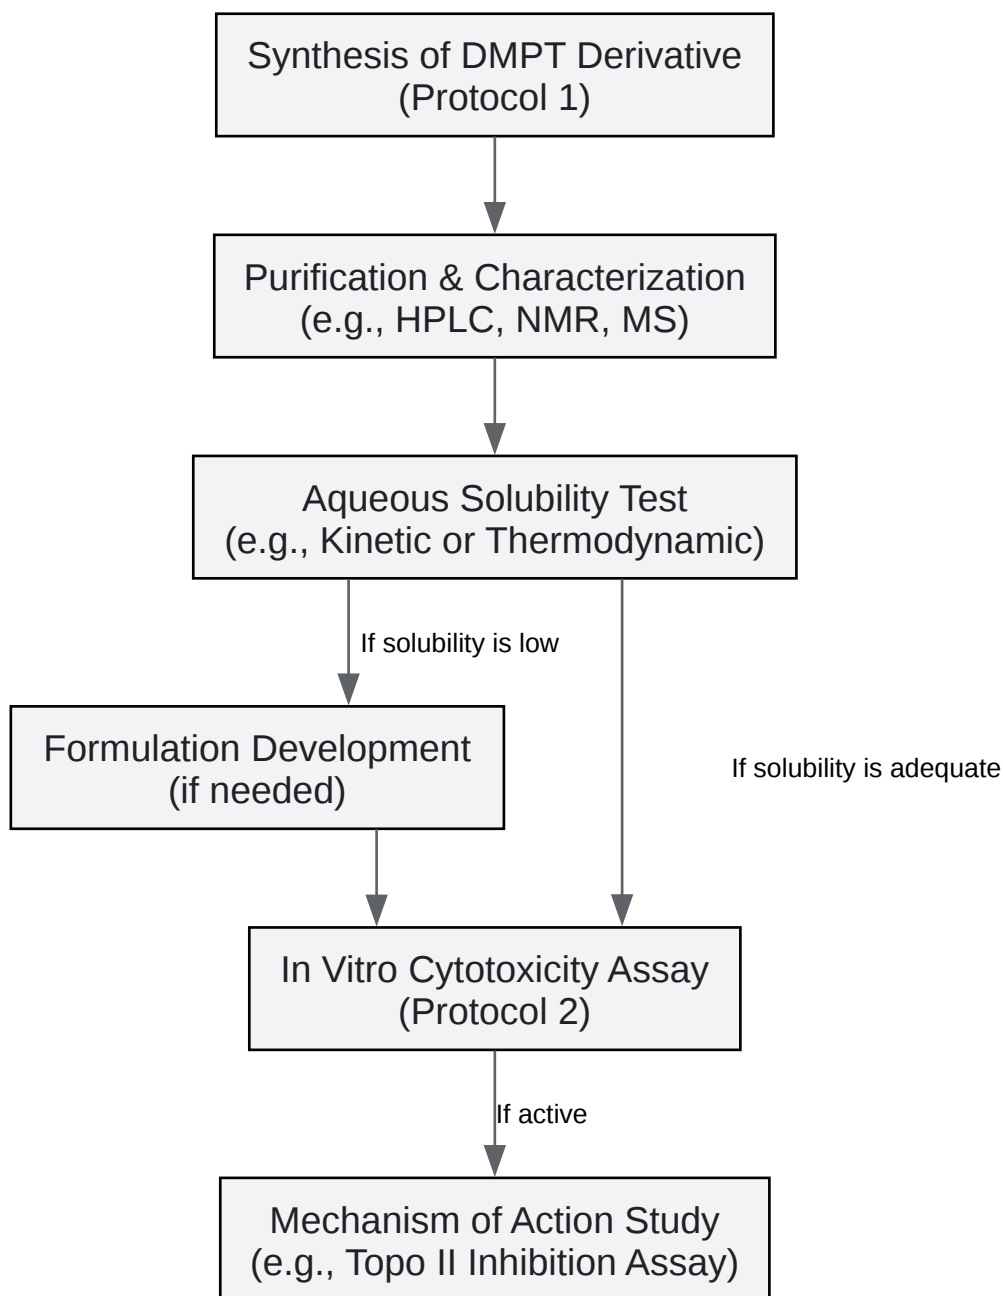 Synthesis of DMPT Derivative
(Protocol 1)
Purification & Characterization
(e.g., HPLC, NMR, MS)
Aqueous Solubility Test
(e.g., Kinetic or Thermodynamic)
If solubility is low
Formulation Development
(if needed)
If solubility is adequate
In Vitro Cytotoxicity Assay
(Protocol 2)
If active
Mechanism of Action Study
(e.g., Topo II Inhibition Assay)